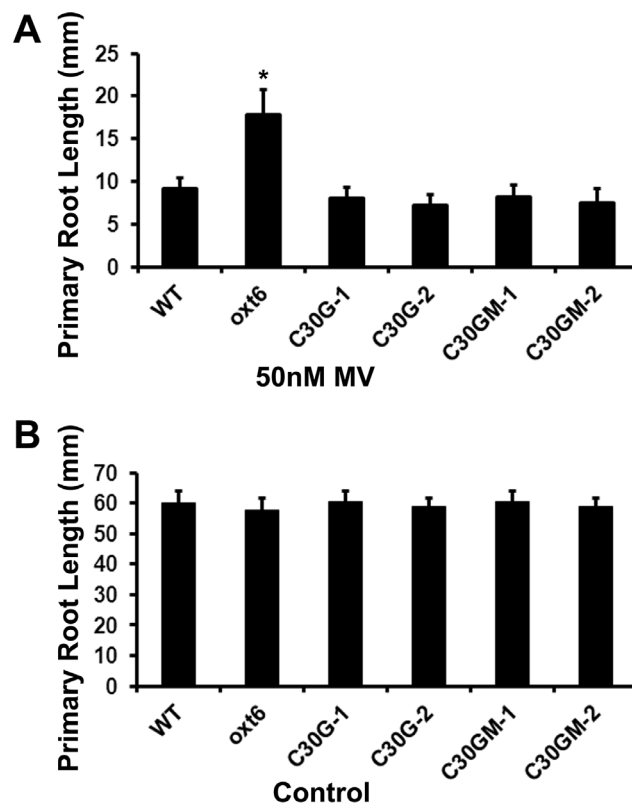 A
Primary Root Length (mm)
25
20
15
10
5
0
*
WT
oxt6
C30G-1
C30G-2
C30GM-1
C30GM-2
50nM MV
B
Primary Root Length (mm)
70
60
50
40
30
20
10
0
WT
oxt6
C30G-1
C30G-2
C30GM-1
C30GM-2
Control